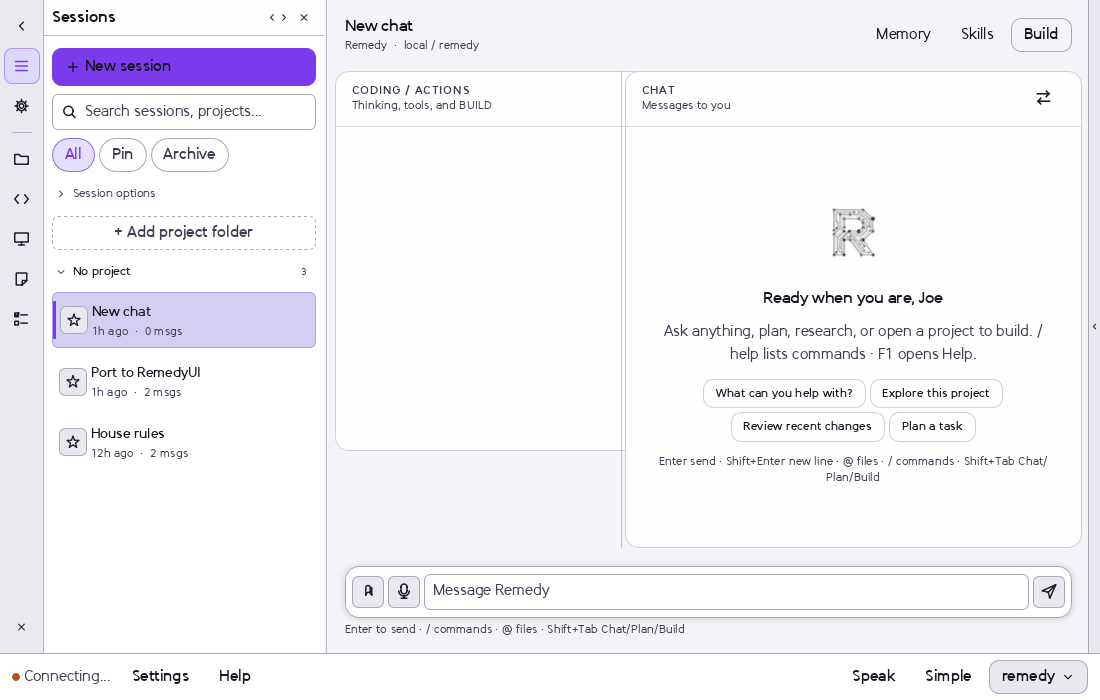 Sessions
New session
Search sessions, projects...
All
Pin
Archive
Session options
+ Add project folder
No project
3
New chat
1h ago · 0 msgs
Port to RemedyUI
1h ago · 2 msgs
House rules
12h ago · 2 msgs
New chat
Remedy · local / remedy
Memory
Skills
Build
CODING / ACTIONS
Thinking, tools, and BUILD
CHAT
Messages to you
Ready when you are, Joe
Ask anything, plan, research, or open a project to build. /
help lists commands · F1 opens Help.
What can you help with?
Explore this project
Review recent changes
Plan a task
Enter send · Shift+Enter new line · @ files · / commands · Shift+Tab Chat/
Plan/Build
Message Remedy
Enter to send · / commands · @ files · Shift+Tab Chat/Plan/Build
Connecting...
Settings
Help
Speak
Simple
remedy